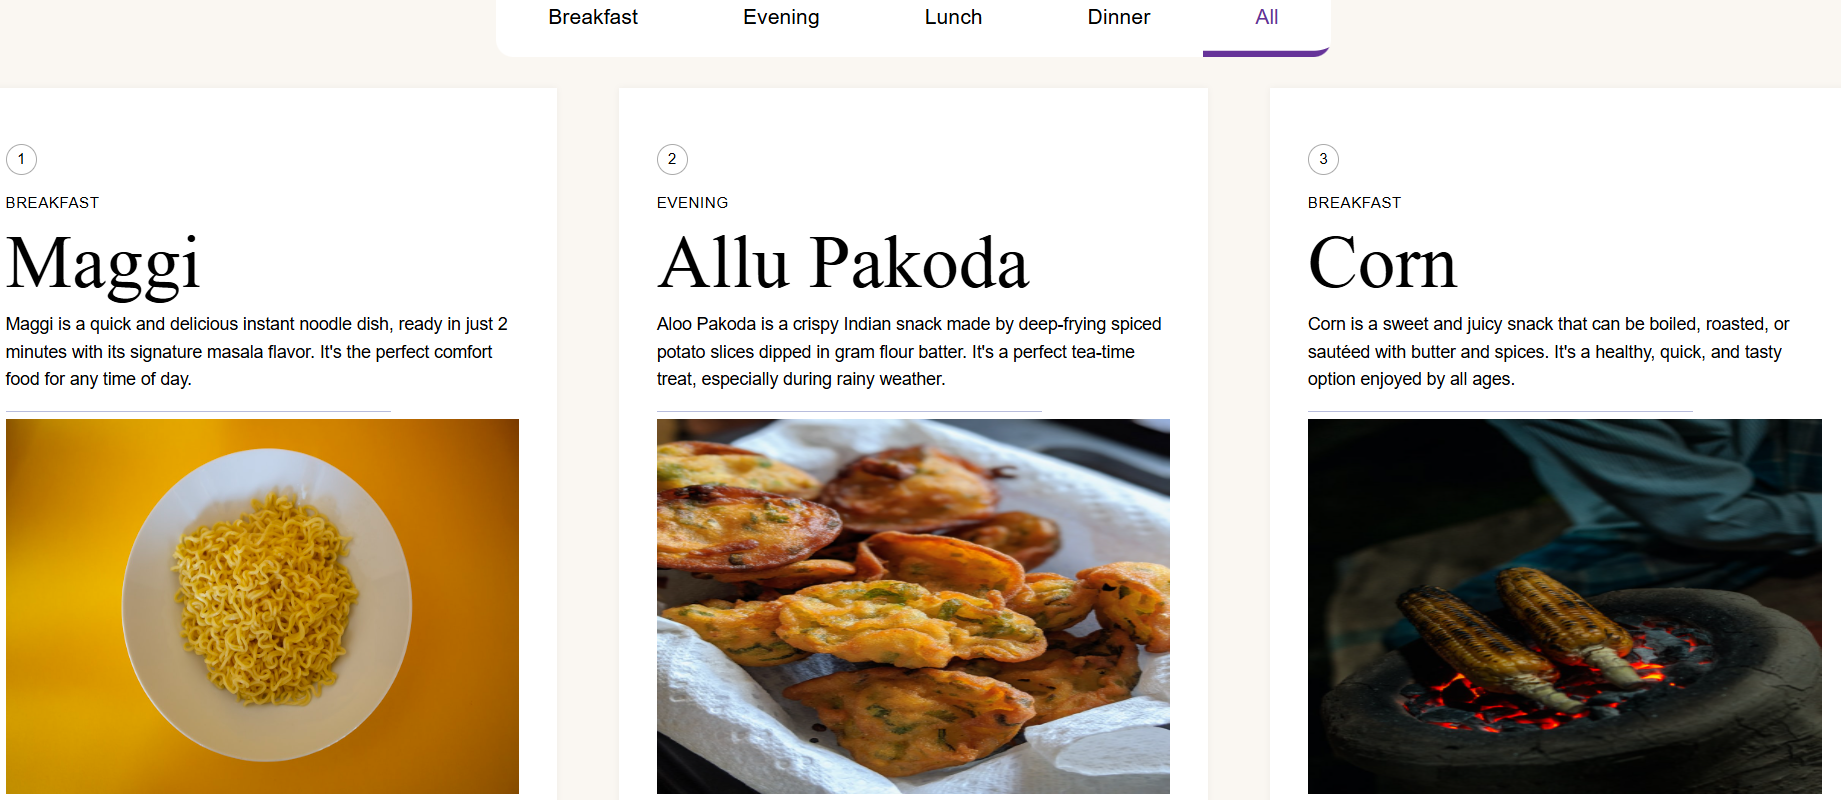 Breakfast
Evening
Lunch
Dinner
All
1
BREAKFAST
Maggi
Maggi is a quick and delicious instant noodle dish, ready in just 2
minutes with its signature masala flavor. It's the perfect comfort
food for any time of day.
2
EVENING
Allu Pakoda
Aloo Pakoda is a crispy Indian snack made by deep-frying spiced
potato slices dipped in gram flour batter. It's a perfect tea-time
treat, especially during rainy weather.
3
BREAKFAST
Corn
Corn is a sweet and juicy snack that can be boiled, roasted, or
sautéed with butter and spices. It's a healthy, quick, and tasty
option enjoyed by all ages.